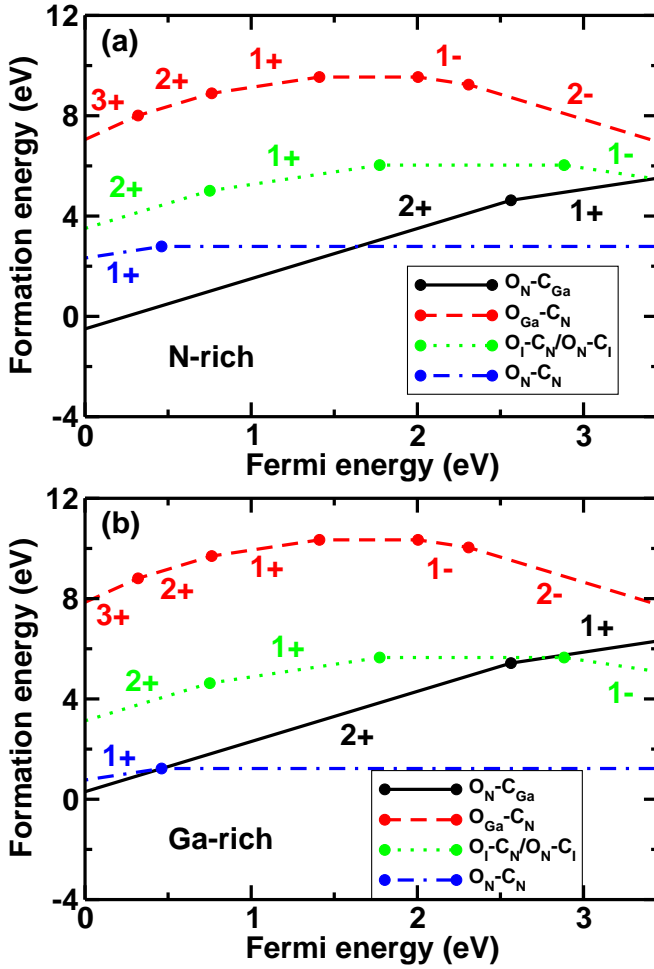 (a)
12
8
4
0
-4
Formation energy (eV)
3+
2+
1+
1-
2-
2+
1+
1-
2+
1+
1+
N-rich
O_N-C_Ga
O_Ga-C_N
O_I-C_N/O_N-C_I
O_N-C_N
0 1 2 3
Fermi energy (eV)
(b)
12
8
4
0
-4
Formation energy (eV)
3+
2+
1+
1-
2-
1+
2+
1+
1-
1+
2+
Ga-rich
O_N-C_Ga
O_Ga-C_N
O_I-C_N/O_N-C_I
O_N-C_N
0 1 2 3
Fermi energy (eV)